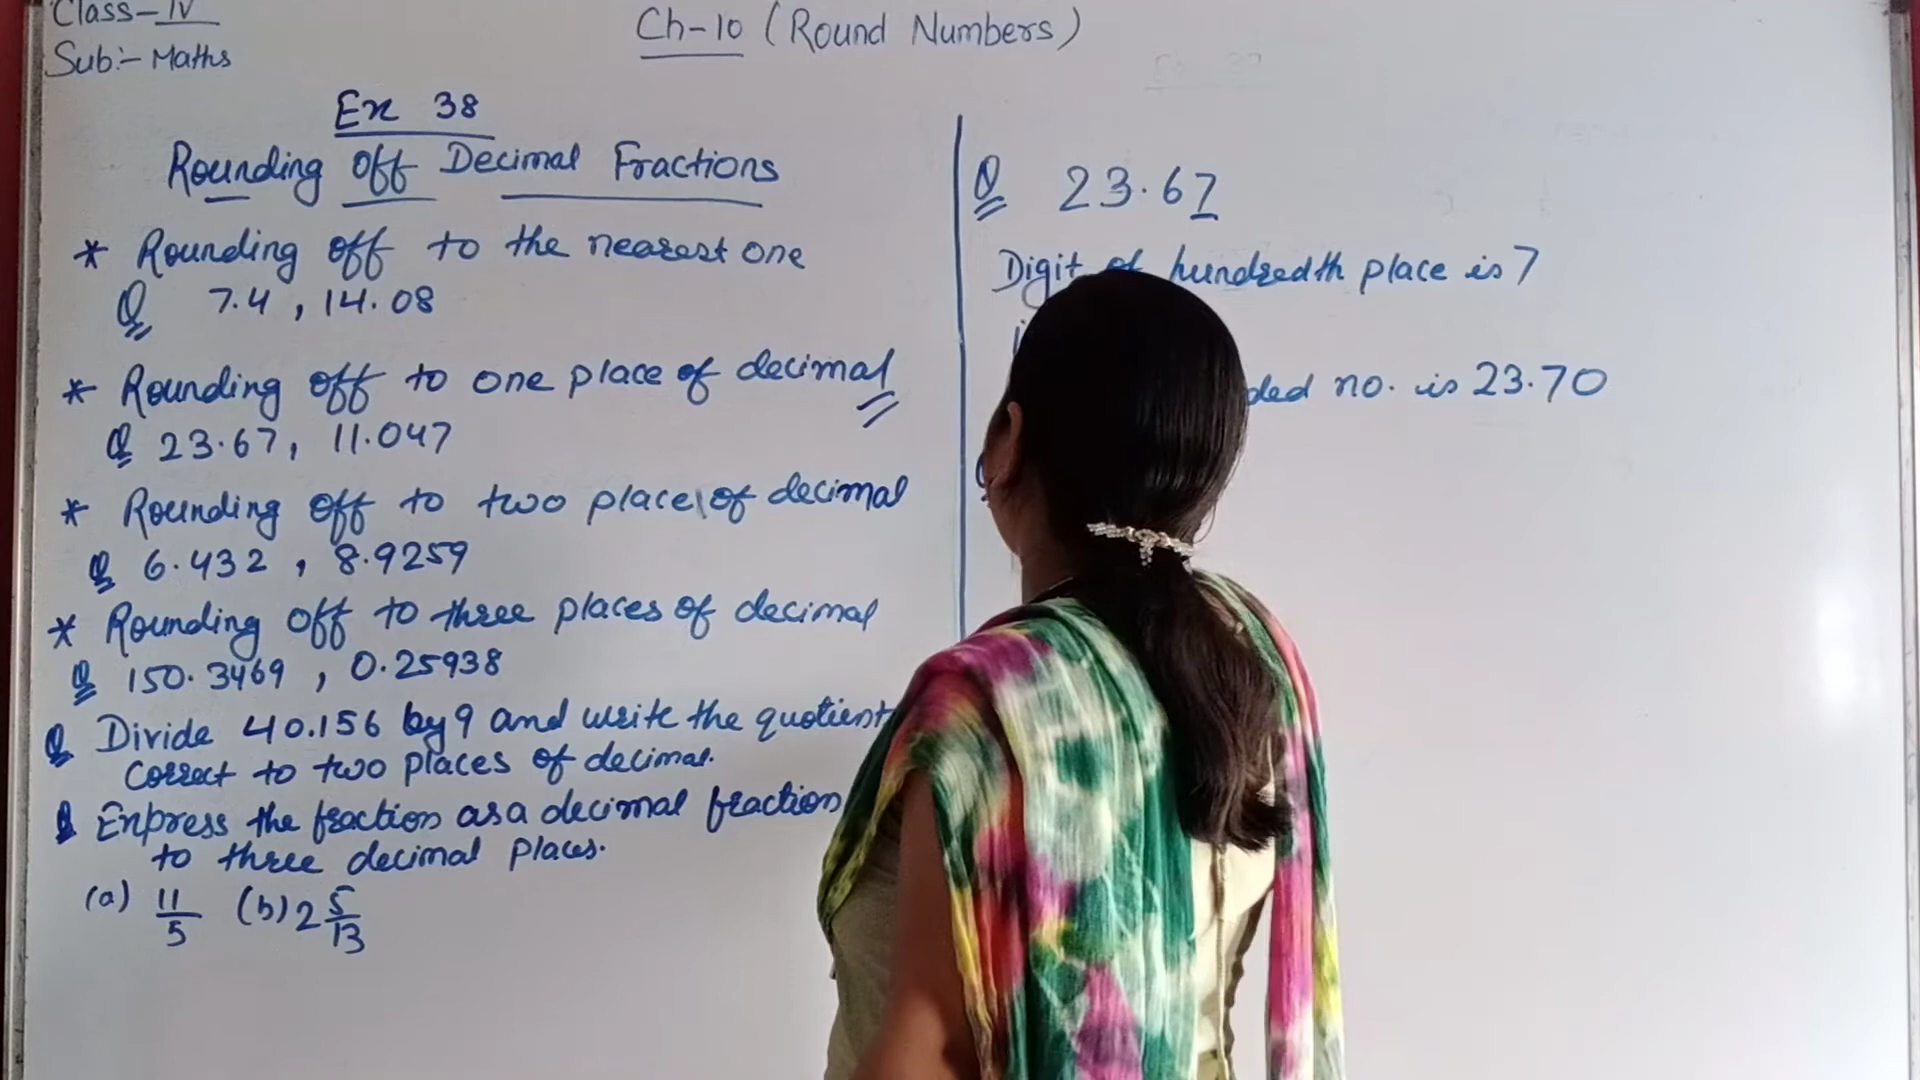 Class-IV
Sub:- Maths
Ch-10 (Round Numbers)
Ex 38
Rounding off Decimal Fractions
* Rounding off to the nearest one
Q 7.4, 14.08
* Rounding off to one place of decimal
Q 23.67, 11.047
* Rounding off to two place of decimal
Q 6.432, 8.9259
* Rounding off to three places of decimal
Q 150.3469, 0.25938
Q Divide 40.156 by 9 and write the quotient
correct to two places of decimal.
Q Express the fraction as a decimal fraction
to three decimal places.
(a) 11/5 (b) 2 5/13
Q 23.67
Digit of hundredth place is 7
ded no. is 23.70